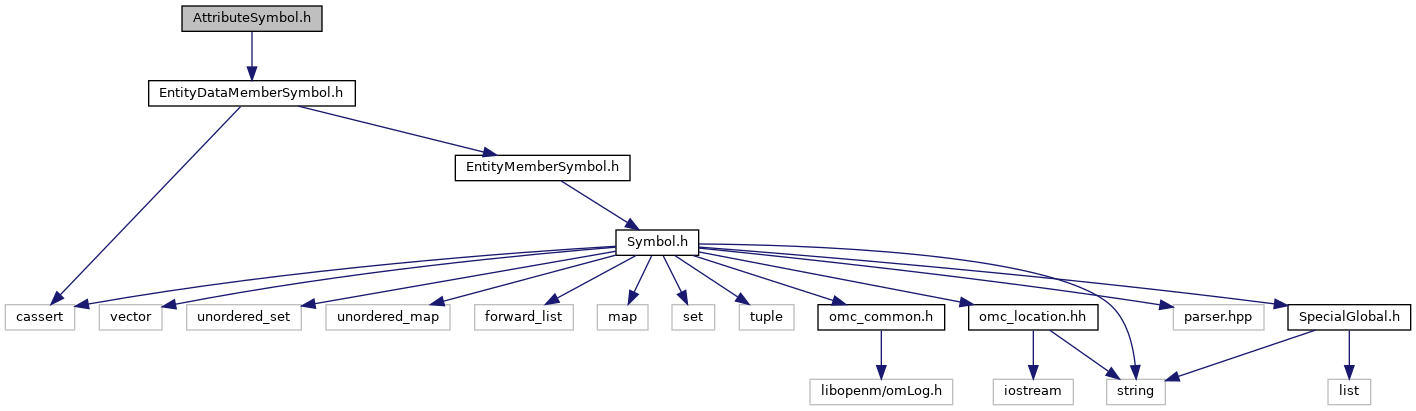 AttributeSymbol.h
EntityDataMemberSymbol.h
EntityMemberSymbol.h
Symbol.h
cassert
vector
unordered_set
unordered_map
forward_list
map
set
tuple
omc_common.h
omc_location.hh
parser.hpp
SpecialGlobal.h
libopenm/omLog.h
iostream
string
list